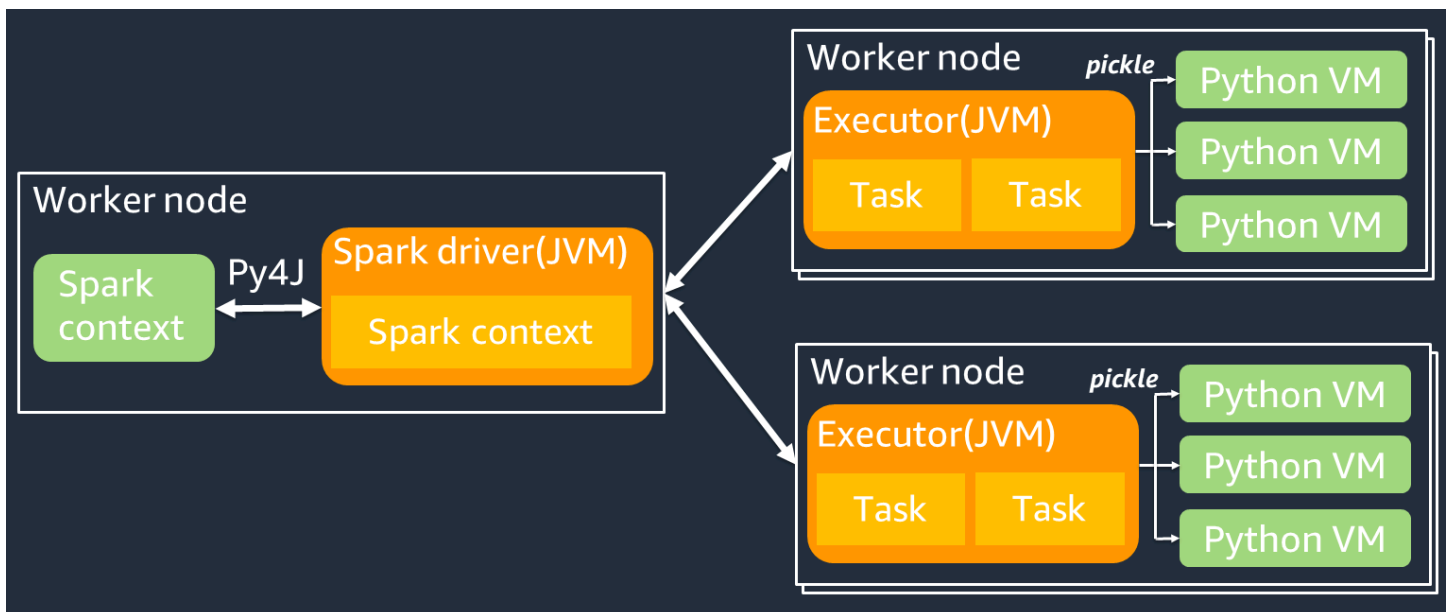 Worker node
Spark
context
Py4J
Spark driver(JVM)
Spark context
Worker node
pickle
Executor(JVM)
Task
Task
Python VM
Python VM
Python VM
Worker node
pickle
Executor(JVM)
Task
Task
Python VM
Python VM
Python VM